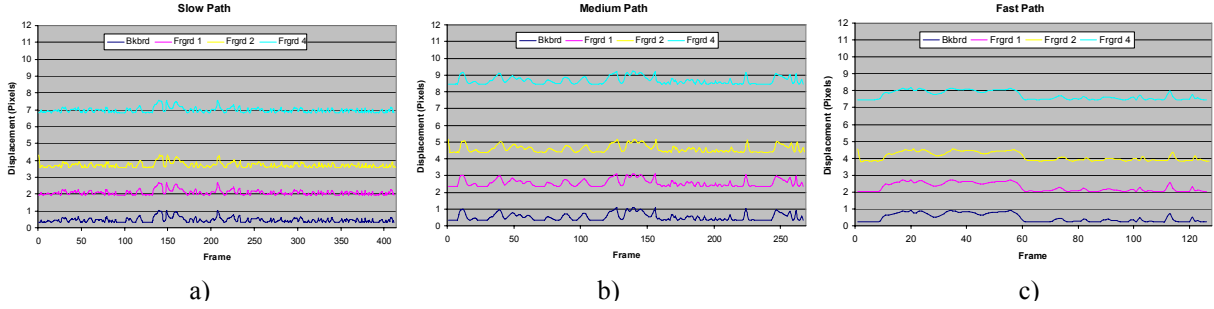 Slow Path
Bkbrd Frgrd 1 Frgrd 2 Frgrd 4
Displacement (Pixels)
12
11
10
9
8
7
6
5
4
3
2
1
0
0 50 100 150 200 250 300 350 400
Frame
a)
Medium Path
Bkbrd Frgrd 1 Frgrd 2 Frgrd 4
Displacement (Pixels)
12
11
10
9
8
7
6
5
4
3
2
1
0
0 50 100 150 200 250
Frame
b)
Fast Path
Bkbrd Frgrd 1 Frgrd 2 Frgrd 4
Displacement (Pixels)
12
11
10
9
8
7
6
5
4
3
2
1
0
0 20 40 60 80 100 120
Frame
c)